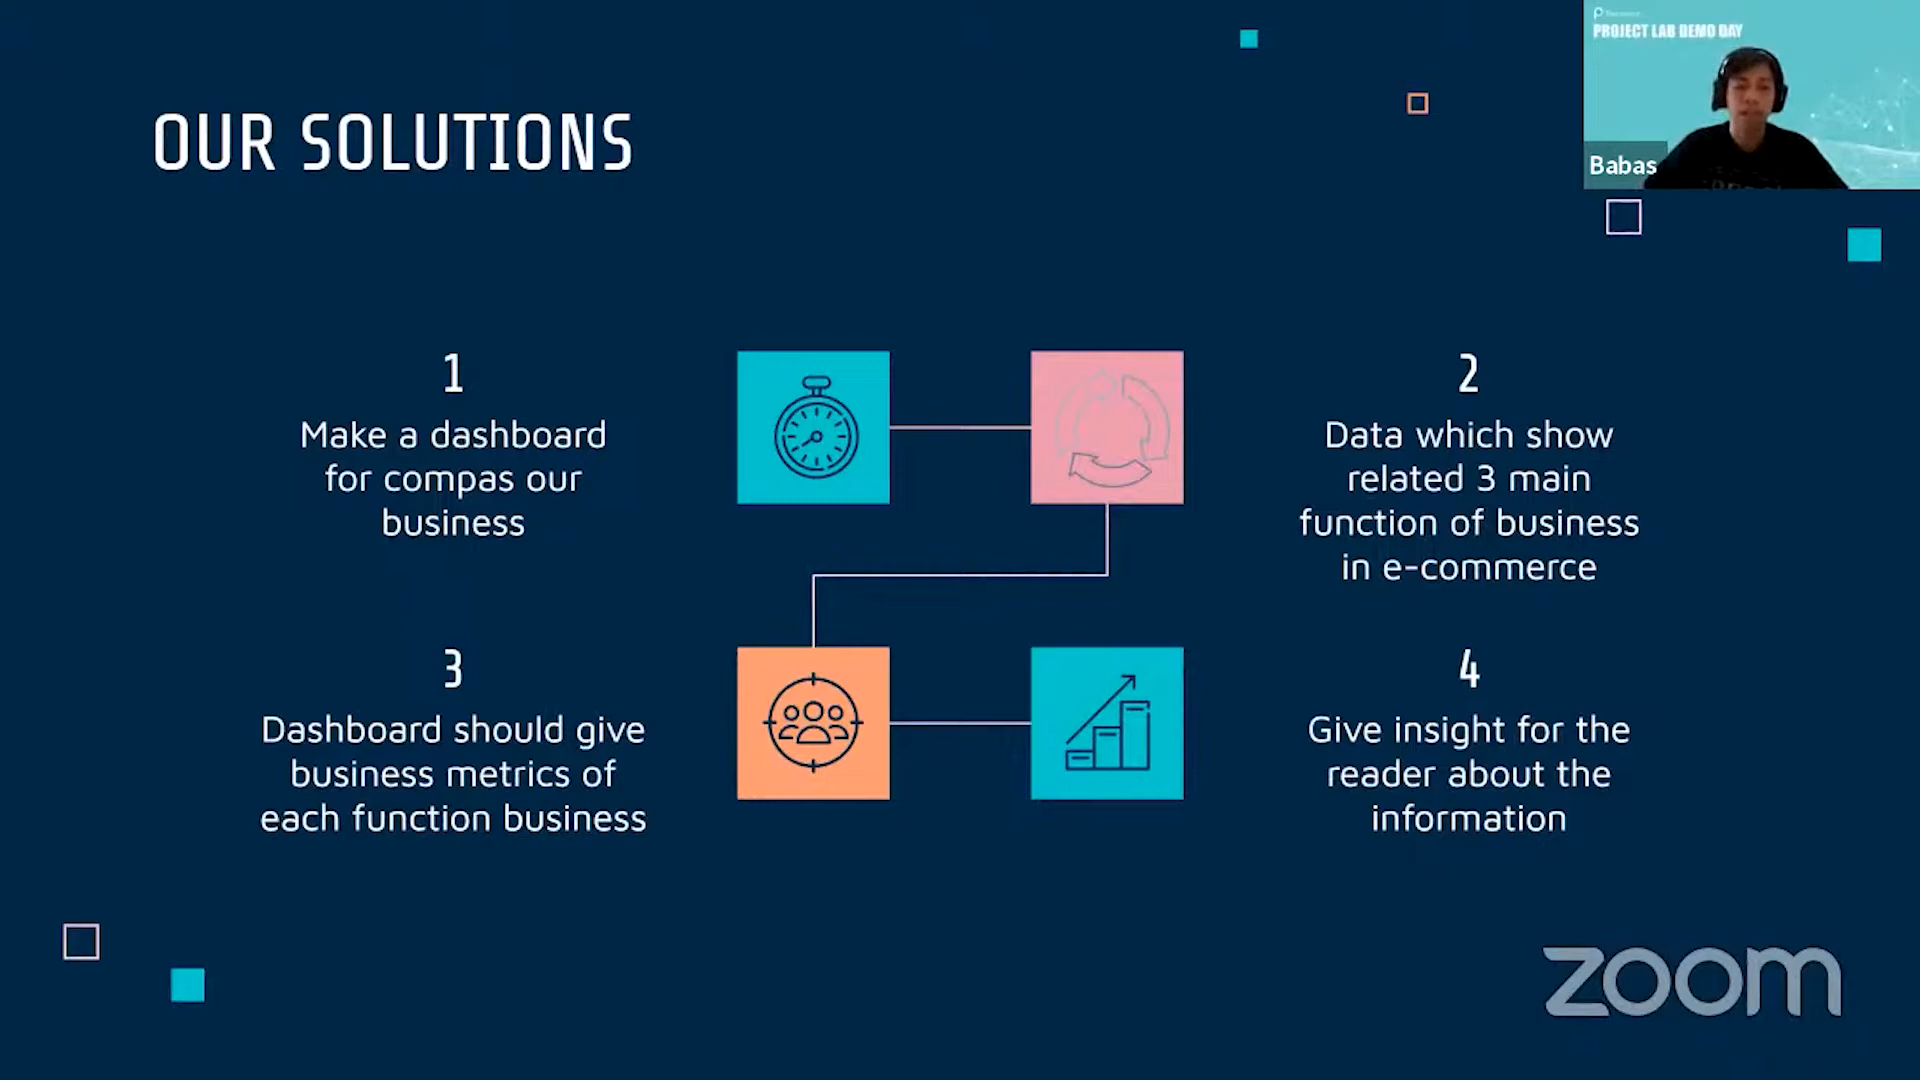 PROJECT LAB DEMO DAY
Babas
OUR SOLUTIONS
1
Make a dashboard
for compas our
business
2
Data which show
related 3 main
function of business
in e-commerce
3
Dashboard should give
business metrics of
each function business
4
Give insight for the
reader about the
information
zoom